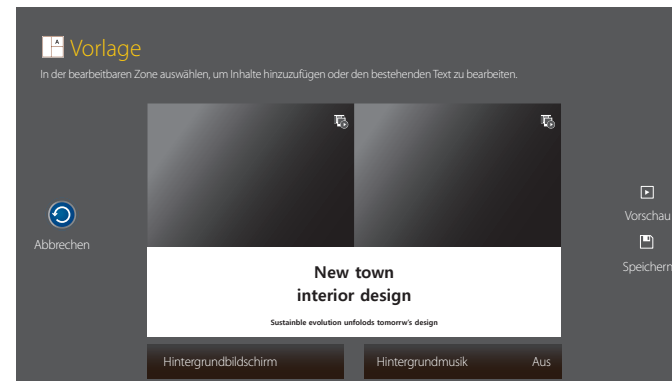 A
Vorlage
In der bearbeitbaren Zone auswählen, um Inhalte hinzuzufügen oder den bestehenden Text zu bearbeiten.
Abbrechen
New town
interior design
Sustainble evolution unfolods tomorrw's design
Vorschau
Speichern
Hintergrundbildschirm
Hintergrundmusik Aus